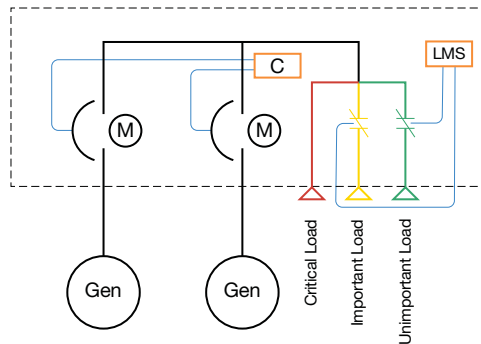 C
LMS
M
M
Gen
Gen
Critical Load
Important Load
Unimportant Load